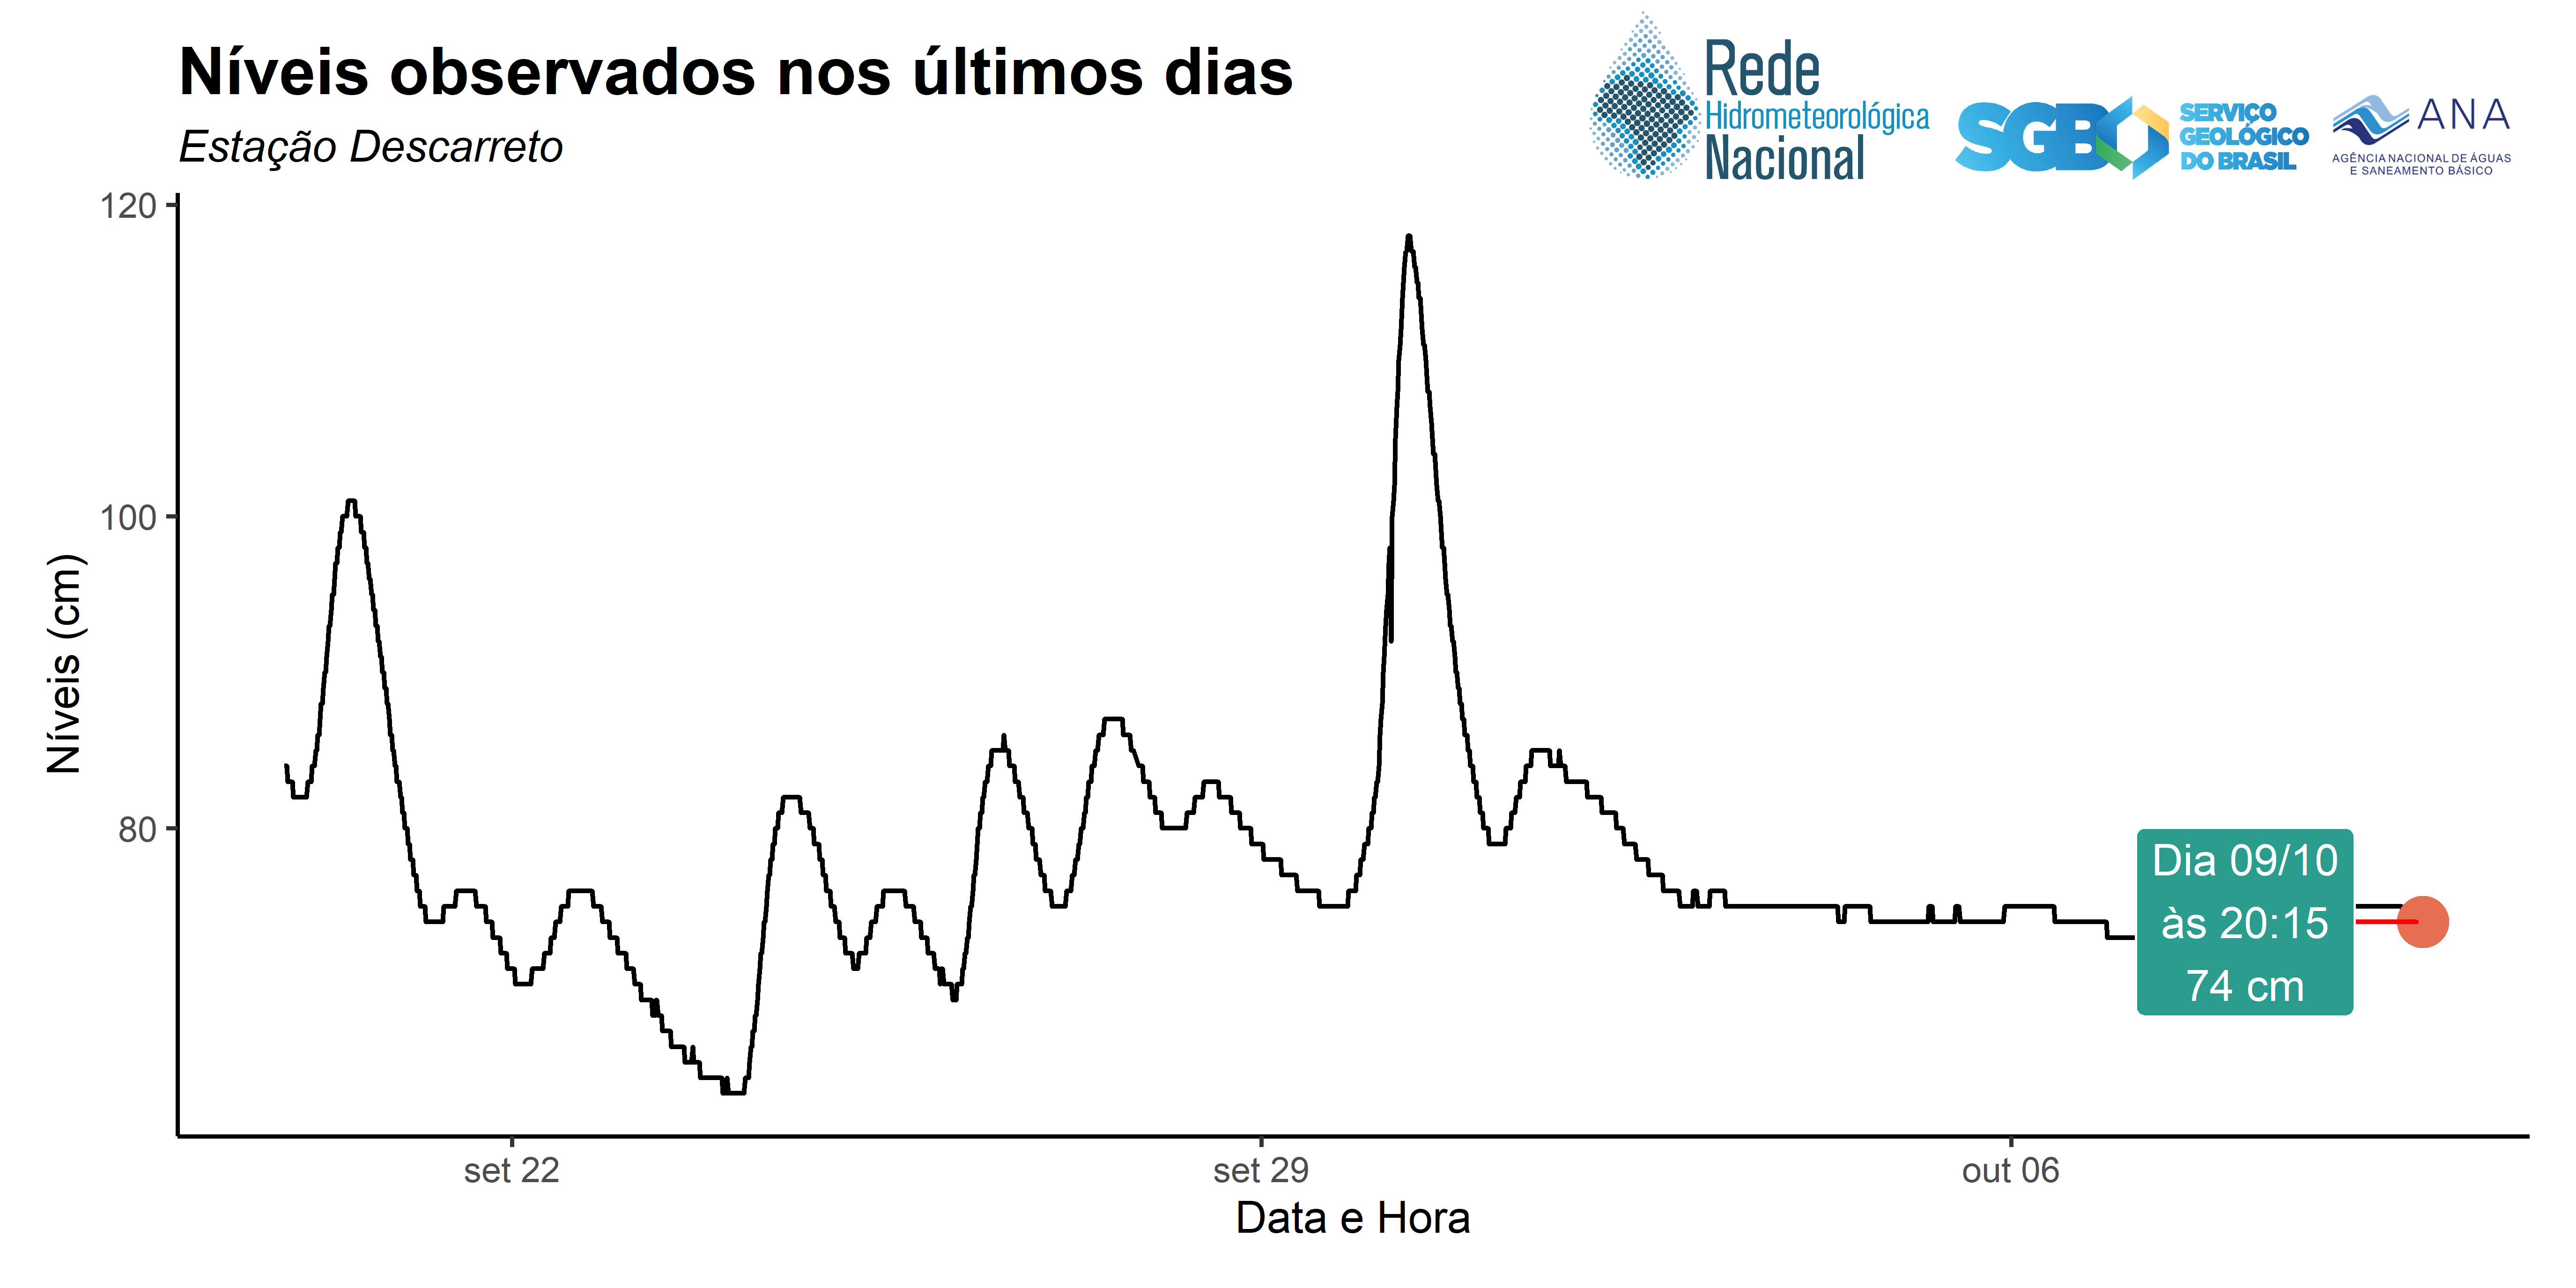 Níveis observados nos últimos dias
Estação Descarreto
Rede
Hidrometeorológica
Nacional
SGB
SERVIÇO
GEOLÓGICO
DO BRASIL
ANA
AGÊNCIA NACIONAL DE ÁGUAS
E SANEAMENTO BÁSICO
120
100
80
Níveis (cm)
Dia 09/10
às 20:15
74 cm
set 22
set 29
out 06
Data e Hora